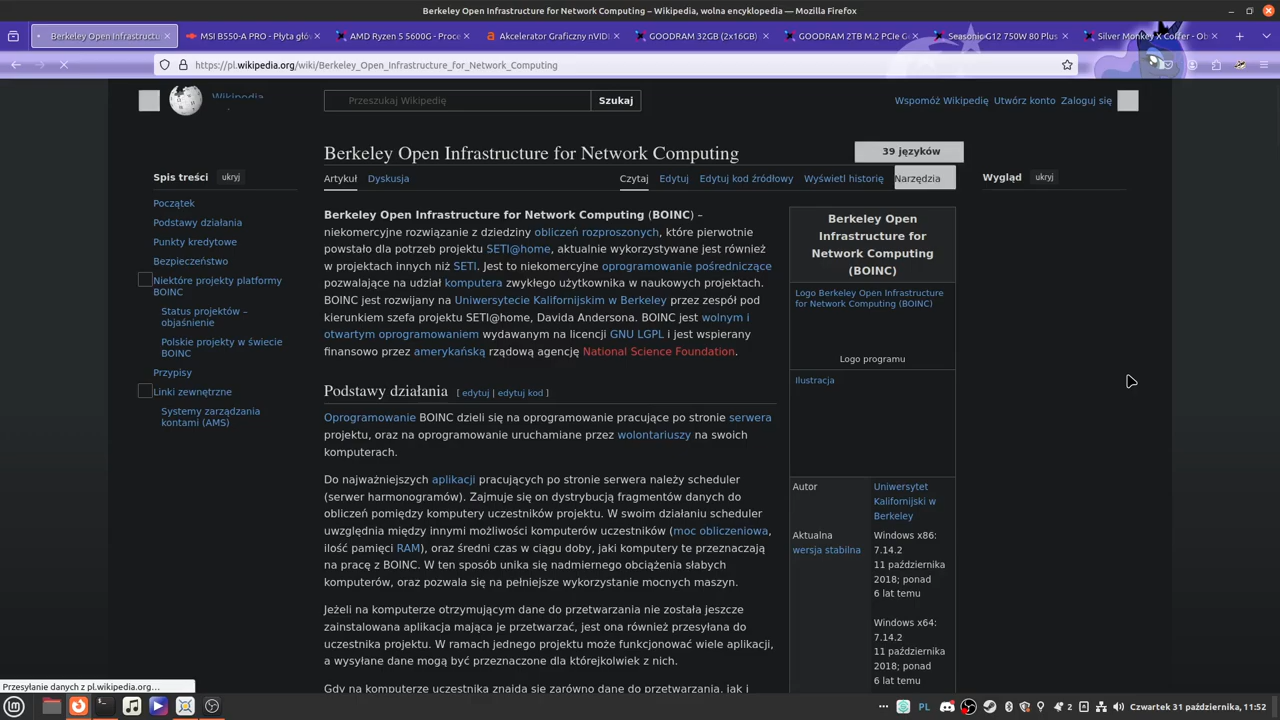 Berkeley Open Infrastructure for Network Computing – Wikipedia, wolna encyklopedia — Mozilla Firefox
Berkeley Open Infrastructu
MSI B550-A PRO - Płyta głó
AMD Ryzen 5 5600G - Proce
Akcelerator Graficzny nVIDI
GOODRAM 32GB (2x16GB)
GOODRAM 2TB M.2 PCIe G
Seasonic G12 750W 80 Plus
Silver Monkey X Coffer - Ob
https://pl.wikipedia.org/wiki/Berkeley_Open_Infrastructure_for_Network_Computing
Wikipedia
Przeszukaj Wikipedię
Szukaj
Wspomóż Wikipedię Utwórz konto Zaloguj się
Berkeley Open Infrastructure for Network Computing
39 języków
Artykuł Dyskusja
Czytaj Edytuj Edytuj kod źródłowy Wyświetl historię Narzędzia
Spis treści ukryj
Początek
Podstawy działania
Punkty kredytowe
Bezpieczeństwo
Niektóre projekty platformy
BOINC
Status projektów –
objaśnienie
Polskie projekty w świecie
BOINC
Przypisy
Linki zewnętrzne
Systemy zarządzania
kontami (AMS)
Wygląd ukryj
Berkeley Open Infrastructure for Network Computing (BOINC) –
niekomercyjne rozwiązanie z dziedziny obliczeń rozproszonych, które pierwotnie
powstało dla potrzeb projektu SETI@home, aktualnie wykorzystywane jest również
w projektach innych niż SETI. Jest to niekomercyjne oprogramowanie pośredniczące
pozwalające na udział komputera zwykłego użytkownika w naukowych projektach.
BOINC jest rozwijany na Uniwersytecie Kalifornijskim w Berkeley przez zespół pod
kierunkiem szefa projektu SETI@home, Davida Andersona. BOINC jest wolnym i
otwartym oprogramowaniem wydawanym na licencji GNU LGPL i jest wspierany
finansowo przez amerykańską rządową agencję National Science Foundation.
Podstawy działania [ edytuj | edytuj kod ]
Oprogramowanie BOINC dzieli się na oprogramowanie pracujące po stronie serwera
projektu, oraz na oprogramowanie uruchamiane przez wolontariuszy na swoich
komputerach.
Do najważniejszych aplikacji pracujących po stronie serwera należy scheduler
(serwer harmonogramów). Zajmuje się on dystrybucją fragmentów danych do
obliczeń pomiędzy komputery uczestników projektu. W swoim działaniu scheduler
uwzględnia między innymi możliwości komputerów uczestników (moc obliczeniowa,
ilość pamięci RAM), oraz średni czas w ciągu doby, jaki komputery te przeznaczają
na pracę z BOINC. W ten sposób unika się nadmiernego obciążenia słabych
komputerów, oraz pozwala się na pełniejsze wykorzystanie mocnych maszyn.
Jeżeli na komputerze otrzymującym dane do przetwarzania nie została jeszcze
zainstalowana aplikacja mająca je przetwarzać, jest ona również przesyłana do
uczestnika projektu. W ramach jednego projektu może funkcjonować wiele aplikacji,
a wysyłane dane mogą być przeznaczone dla którejkolwiek z nich.
Gdy na komputerze uczestnika znajdą się zarówno dane do przetwarzania, jak i
Berkeley Open
Infrastructure for
Network Computing
(BOINC)
Logo Berkeley Open Infrastructure
for Network Computing (BOINC)
Logo programu
Ilustracja
Autor
Uniwersytet
Kalifornijski w
Berkeley
Aktualna
wersja stabilna
Windows x86:
7.14.2
11 października
2018; ponad
6 lat temu
Windows x64:
7.14.2
11 października
2018; ponad
6 lat temu
Przesyłanie danych z pl.wikipedia.org…
PL
2
Czwartek 31 października, 11:52